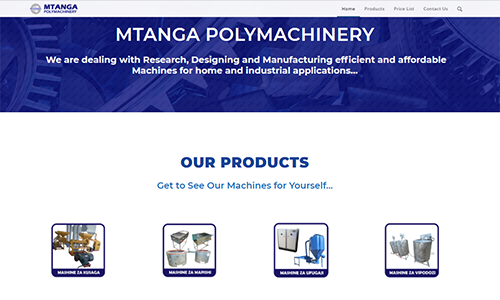 MTANGA
POLYMACHINERY
Home Products Price List Contact Us
MTANGA POLYMACHINERY
We are dealing with Research, Designing and Manufacturing efficient and affordable
Machines for home and industrial applications...
OUR PRODUCTS
Get to See Our Machines for Yourself...
MASHINE ZA KUSAGA
MASHINE ZA MAPISHI
MASHINE ZA UFUGAJI
MASHINE ZA VIPODOZI